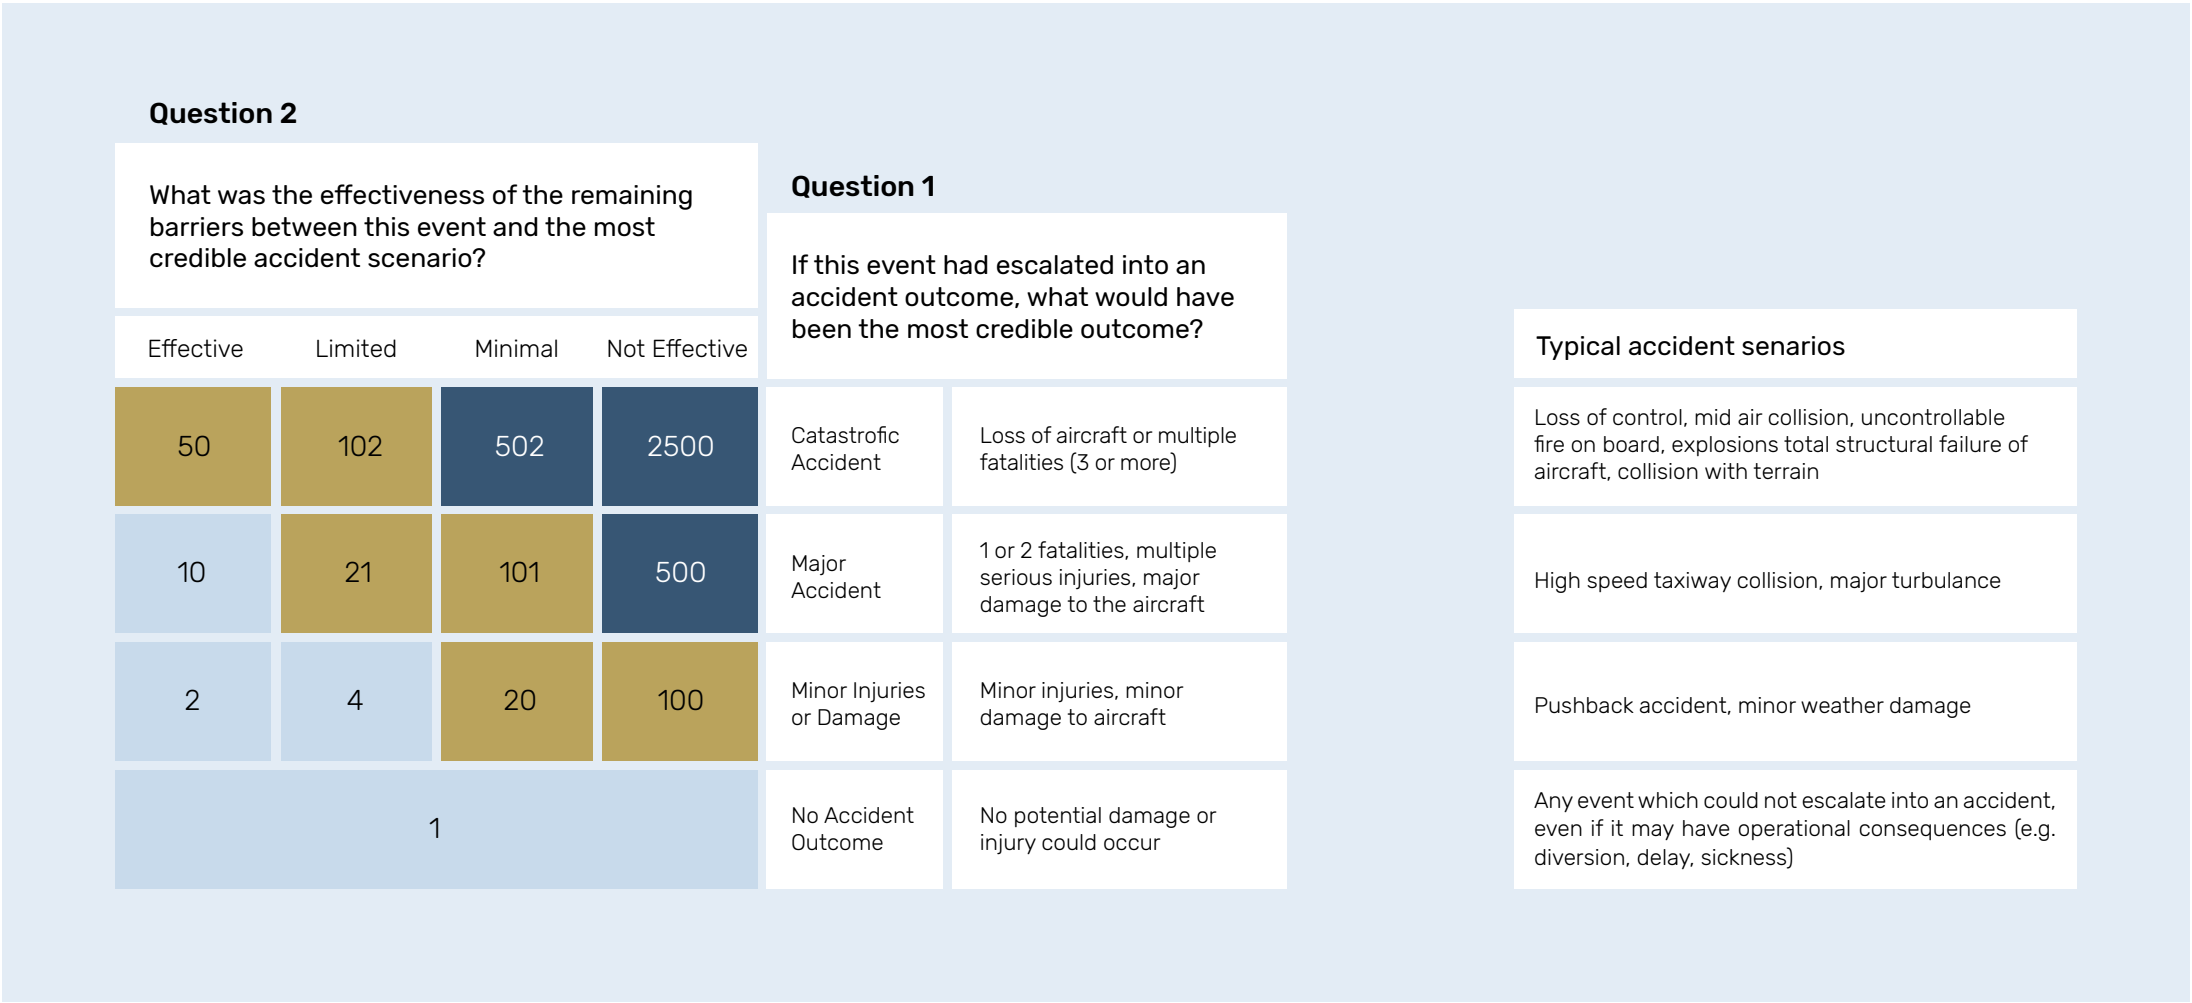 Question 2
What was the effectiveness of the remaining
barriers between this event and the most
credible accident scenario?
Question 1
If this event had escalated into an
accident outcome, what would have
been the most credible outcome?
Effective Limited Minimal Not Effective
Typical accident senarios
50 102 502 2500
Catastrofic
Accident
Loss of aircraft or multiple
fatalities (3 or more)
Loss of control, mid air collision, uncontrollable
fire on board, explosions total structural failure of
aircraft, collision with terrain
10 21 101 500
Major
Accident
1 or 2 fatalities, multiple
serious injuries, major
damage to the aircraft
High speed taxiway collision, major turbulance
2 4 20 100
Minor Injuries
or Damage
Minor injuries, minor
damage to aircraft
Pushback accident, minor weather damage
1
No Accident
Outcome
No potential damage or
injury could occur
Any event which could not escalate into an accident,
even if it may have operational consequences (e.g.
diversion, delay, sickness)